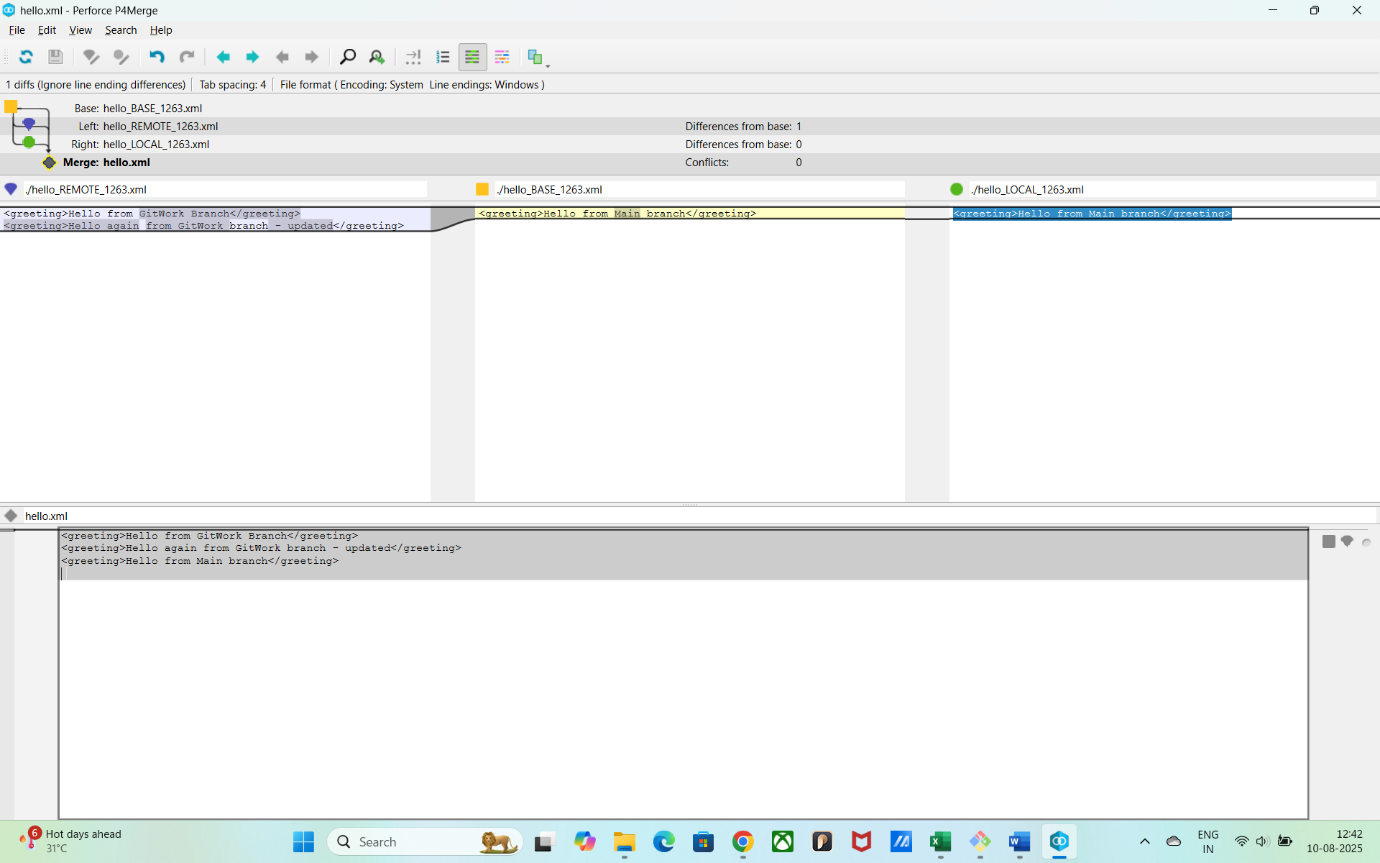 hello.xml - Perforce P4Merge
File Edit View Search Help
1 diffs (Ignore line ending differences) Tab spacing: 4 File format ( Encoding: System Line endings: Windows )
Base: hello_BASE_1263.xml
Left: hello_REMOTE_1263.xml Differences from base: 1
Right: hello_LOCAL_1263.xml Differences from base: 0
Merge: hello.xml Conflicts: 0
./hello_REMOTE_1263.xml ./hello_BASE_1263.xml ./hello_LOCAL_1263.xml
<greeting>Hello from GitWork Branch</greeting> <greeting>Hello from Main branch</greeting> <greeting>Hello from Main branch</greeting>
<greeting>Hello again from GitWork branch - updated</greeting>
hello.xml
<greeting>Hello from GitWork Branch</greeting>
<greeting>Hello again from GitWork branch - updated</greeting>
<greeting>Hello from Main branch</greeting>
6 Hot days ahead
31°C
Search
ENG
IN
12:42
10-08-2025